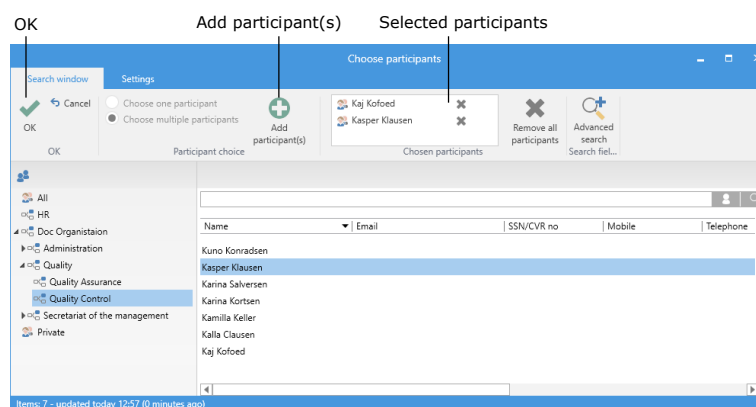 OK Add participant(s) Selected participants
Choose participants
Search window Settings
OK
Cancel
Choose one participant
Choose multiple participants
Add
participant(s)
Kaj Kofoed
Kasper Klausen
Remove all
participants
Advanced
search
OK Participant choice Chosen participants Search fiel...
All
HR
Doc Organistaion
Administration
Quality
Quality Assurance
Quality Control
Secretariat of the management
Private
Name Email SSN/CVR no Mobile Telephone
Kuno Konradsen
Kasper Klausen
Karina Salversen
Karina Kortsen
Kamilla Keller
Kalla Clausen
Kaj Kofoed
Items: 7 - updated today 12:57 (0 minutes ago)